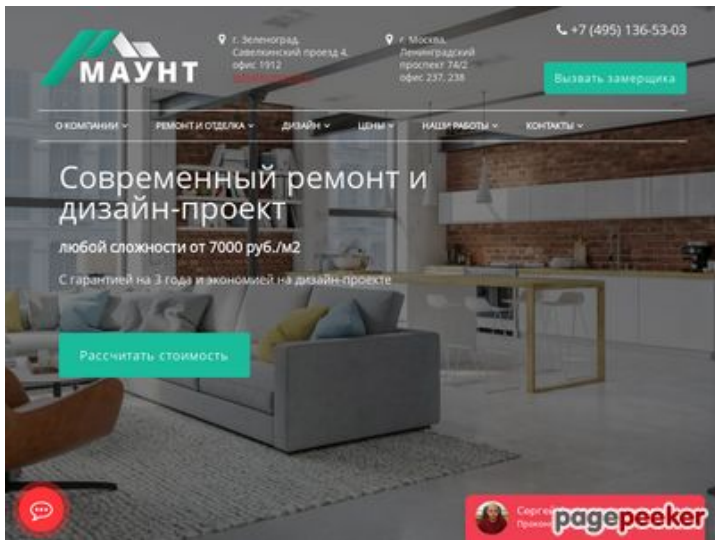 МАУНТ
г. Зеленоград,
Савелкинский проезд 4,
офис 1912
г. Москва,
Ленинградский
проспект 74/2
офис 237, 238
+7 (495) 136-53-03
Вызвать замерщика
О КОМПАНИИ
РЕМОНТ И ОТДЕЛКА
ДИЗАЙН
ЦЕНЫ
НАШИ РАБОТЫ
КОНТАКТЫ
Современный ремонт и
дизайн-проект
любой сложности от 7000 руб./м2
С гарантией на 3 года и экономией на дизайн-проекте
Рассчитать стоимость
Сергей
pagepeeker